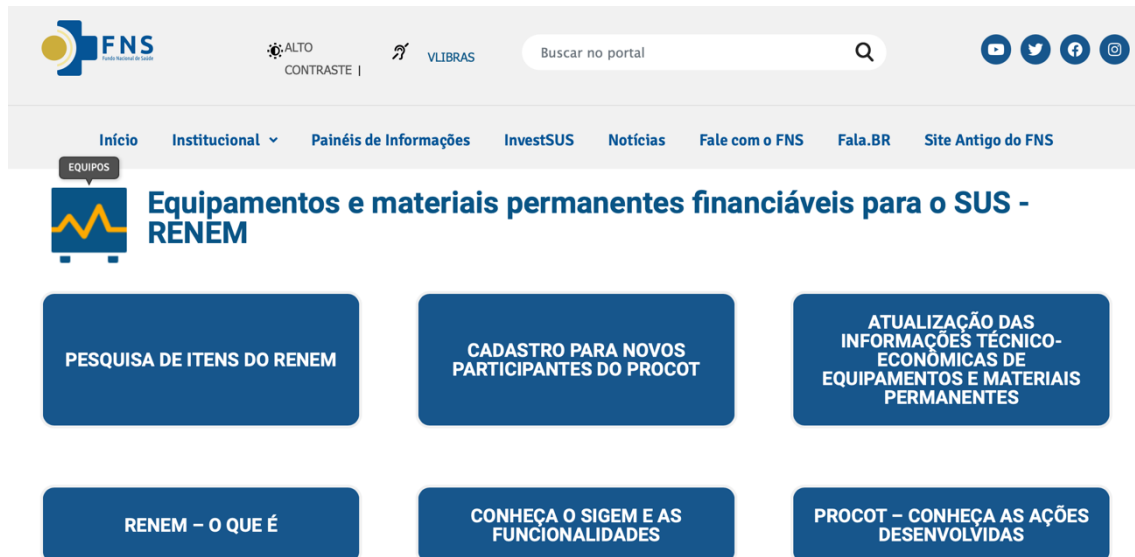 FNS
Fundo Nacional de Saúde
ALTO
CONTRASTE |
VLIBRAS
Buscar no portal
Início
Institucional
Painéis de Informações
InvestSUS
Notícias
Fale com o FNS
Fala.BR
Site Antigo do FNS
EQUIPOS
Equipamentos e materiais permanentes financiáveis para o SUS -
RENEM
PESQUISA DE ITENS DO RENEM
CADASTRO PARA NOVOS
PARTICIPANTES DO PROCOT
ATUALIZAÇÃO DAS
INFORMAÇÕES TÉCNICO-
ECONÔMICAS DE
EQUIPAMENTOS E MATERIAIS
PERMANENTES
RENEM – O QUE É
CONHEÇA O SIGEM E AS
FUNCIONALIDADES
PROCOT – CONHEÇA AS AÇÕES
DESENVOLVIDAS